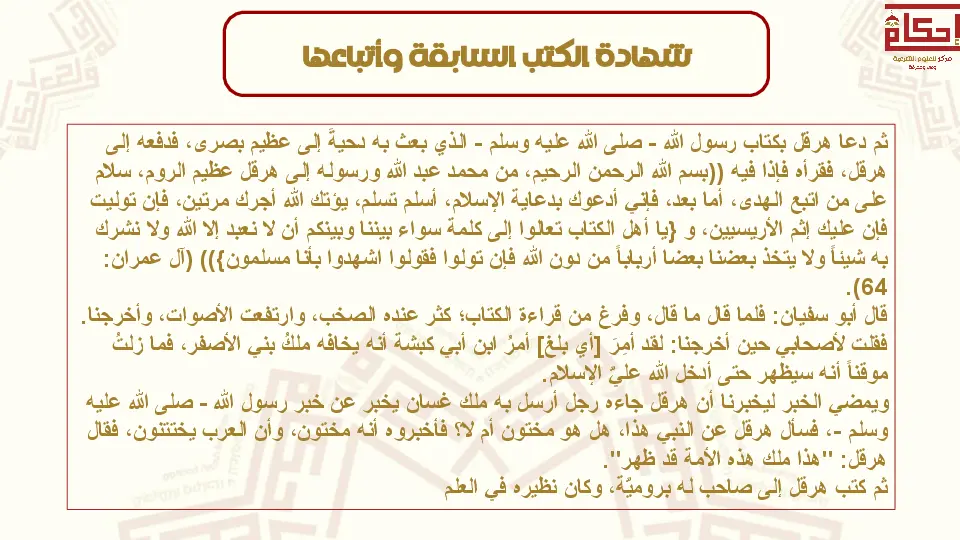 شهادة الكتب السابقة وأتباعها
احكام
مركز للعلوم الشرعية
وعي ومعرفة
ثم دعا هرقل بكتاب رسول الله - صلى الله عليه وسلم - الذي بعث به دحيةَ إلى عظيم بصرى، فدفعه إلى
هرقل، فقرأه فإذا فيه ((بسم الله الرحمن الرحيم، من محمد عبد الله ورسوله إلى هرقل عظيم الروم، سلام
على من اتبع الهدى، أما بعد، فإني أدعوك بدعاية الإسلام، أسلم تسلم، يؤتك الله أجرك مرتين، فإن توليت
فإن عليك إثم الأريسيين، و {يا أهل الكتاب تعالوا إلى كلمة سواء بيننا وبينكم أن لا نعبد إلا الله ولا نشرك
به شيئاً ولا يتخذ بعضنا بعضا أرباباً من دون الله فإن تولوا فقولوا اشهدوا بأنا مسلمون})) (آل عمران:
64).
قال أبو سفيان: فلما قال ما قال، وفرغ من قراءة الكتاب؛ كثر عنده الصخب، وارتفعت الأصوات، وأخرجنا.
فقلت لأصحابي حين أخرجنا: لقد أمِرَ [أي بلغ] أمرُ ابن أبي كبشة أنه يخافه ملكُ بني الأصفر، فما زلتُ
موقناً أنه سيظهر حتى أدخل الله عليّ الإسلام.
ويمضي الخبر ليخبرنا أن هرقل جاءه رجل أرسل به ملك غسان يخبر عن خبر رسول الله - صلى الله عليه
وسلم -، فسأل هرقل عن النبي هذا، هل هو مختون أم لا؟ فأخبروه أنه مختون، وأن العرب يختتنون، فقال
هرقل: "هذا ملك هذه الأمة قد ظهر".
ثم كتب هرقل إلى صاحب له بروميّة، وكان نظيره في العلم